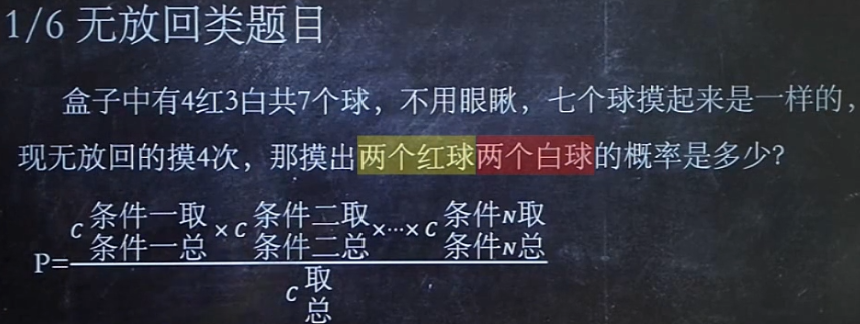 1/6 无放回类题目
盒子中有4红3白共7个球，不用眼瞅，七个球摸起来是一样的，
现无放回的摸4次，那摸出两个红球两个白球的概率是多少？
P=C条件一取条件一总×C条件二取条件二总×···×C条件N取条件N总
C取总